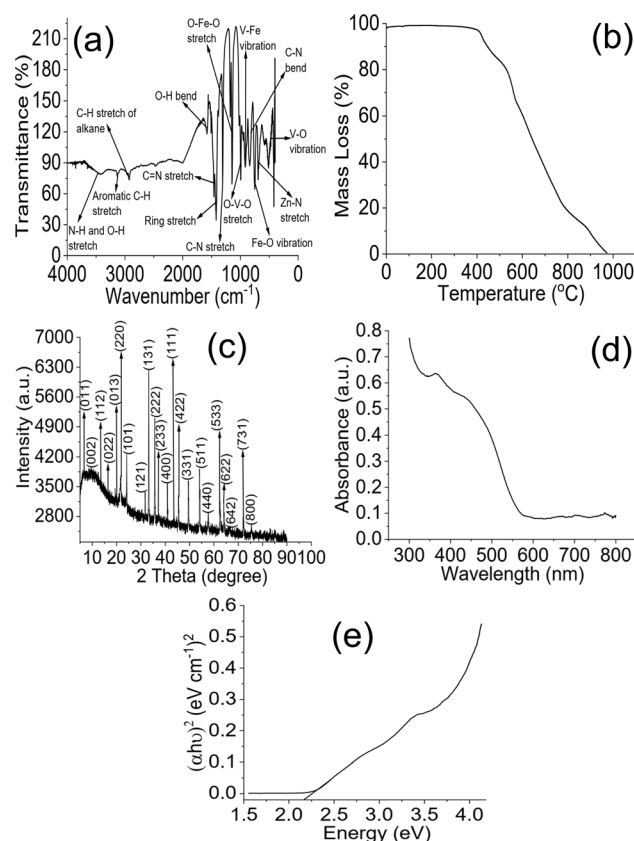 (a)
Transmittance (%)
210
180
150
120
90
60
30
0
O-Fe-O
stretch
V-Fe
vibration
C-N
bend
O-H bend
C-H stretch of
alkane
V-O
vibration
C=N stretch
Aromatic C-H
stretch
O-V-O
stretch
Zn-N
stretch
Ring stretch
N-H and O-H
stretch
C-N stretch
Fe-O vibration
4000 3000 2000 1000 0
Wavenumber (cm-1)
(b)
Mass Loss (%)
100
80
60
40
20
0
0 200 400 600 800 1000
Temperature (oC)
(c)
Intensity (a.u.)
7000
6300
5600
4900
4200
3500
2800
(011)
(002)
(112)
(022)
(013)
(220)
(101)
(121)
(131)
(222)
(233)
(400)
(111)
(422)
(331)
(511)
(440)
(533)
(622)
(642)
(731)
(800)
10 20 30 40 50 60 70 80 90 100
2 Theta (degree)
(d)
Absorbance (a.u.)
0.8
0.7
0.6
0.5
0.4
0.3
0.2
0.1
0
300 400 500 600 700 800
Wavelength (nm)
(e)
(αhυ)2 (eV cm-1)2
0.6
0.5
0.4
0.3
0.2
0.1
0.0
1.5 2.0 2.5 3.0 3.5 4.0
Energy (eV)